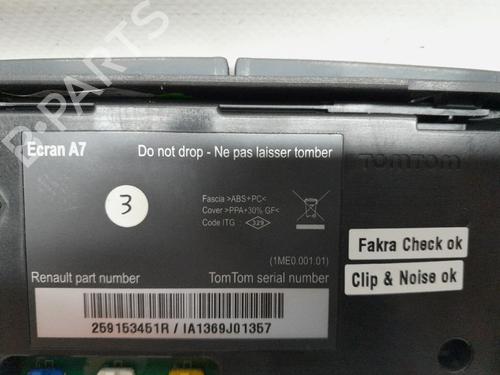 B-PARTS
Ecran A7
Do not drop - Ne pas laisser tomber
TOMTOM
3
Fascia >ABS+PC<
Cover >PPA+30% GF<
Code ITG 329
(1ME0.001.01)
Fakra Check ok
Clip & Noise ok
Renault part number
TomTom serial number
259153451R / IA1369J01357